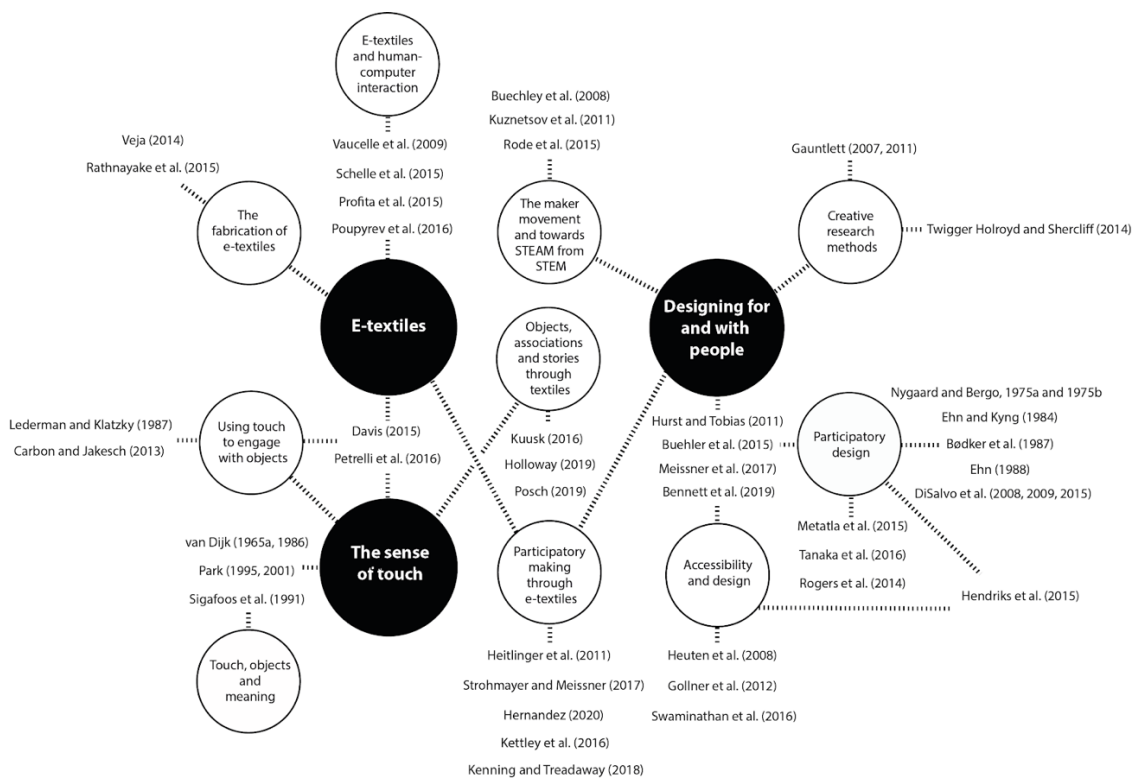 E-textiles
and human-
computer
interaction
Vaucelle et al. (2009)
Schelle et al. (2015)
Profita et al. (2015)
Poupyrev et al. (2016)
Veja (2014)
Rathnayake et al. (2015)
The
fabrication of
e-textiles
E-textiles
Buechley et al. (2008)
Kuznetsov et al. (2011)
Rode et al. (2015)
The maker
movement and
towards
STEAM from
STEM
Gauntlett (2007, 2011)
Creative
research
methods
Twigger Holroyd and Shercliff (2014)
Designing for
and with
people
Objects,
associations
and stories
through
textiles
Kuusk (2016)
Holloway (2019)
Posch (2019)
Lederman and Klatzky (1987)
Carbon and Jakesch (2013)
Using touch
to engage
with objects
Davis (2015)
Petrelli et al. (2016)
Hurst and Tobias (2011)
Buehler et al. (2015)
Meissner et al. (2017)
Bennett et al. (2019)
Participatory
design
Nygaard and Bergo, 1975a and 1975b
Ehn and Kyng (1984)
Bødker et al. (1987)
Ehn (1988)
DiSalvo et al. (2008, 2009, 2015)
Metatla et al. (2015)
Tanaka et al. (2016)
Rogers et al. (2014)
Hendriks et al. (2015)
van Dijk (1965a, 1986)
Park (1995, 2001)
Sigafoos et al. (1991)
The sense
of touch
Touch, objects
and
meaning
Participatory
making
through
e-textiles
Heitlinger et al. (2011)
Strohmayer and Meissner (2017)
Hernandez (2020)
Kettley et al. (2016)
Kenning and Treadaway (2018)
Accessibility
and design
Heuten et al. (2008)
Gollner et al. (2012)
Swaminathan et al. (2016)